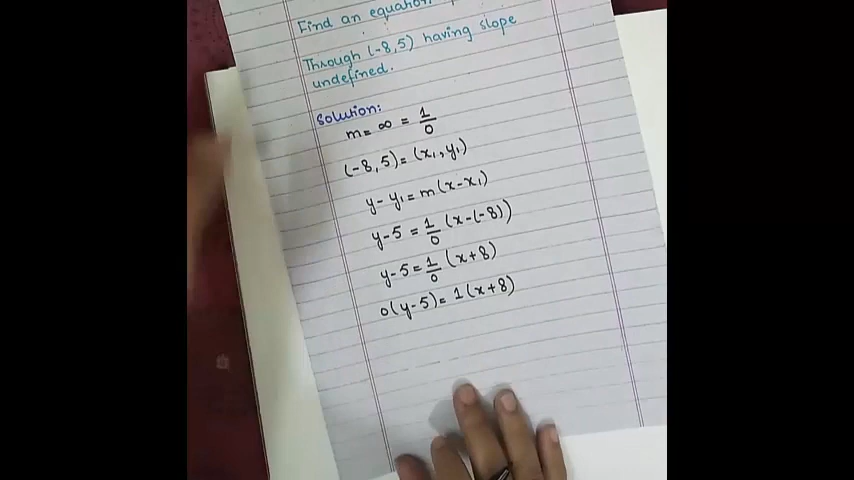 Find an equation
Through (-8,5) having slope
undefined.
Solution:
m = ∞ = 1/0
(-8,5) = (x₁, y₁)
y - y₁ = m(x - x₁)
y - 5 = 1/0 (x - (-8))
y - 5 = 1/0 (x + 8)
0(y - 5) = 1(x + 8)